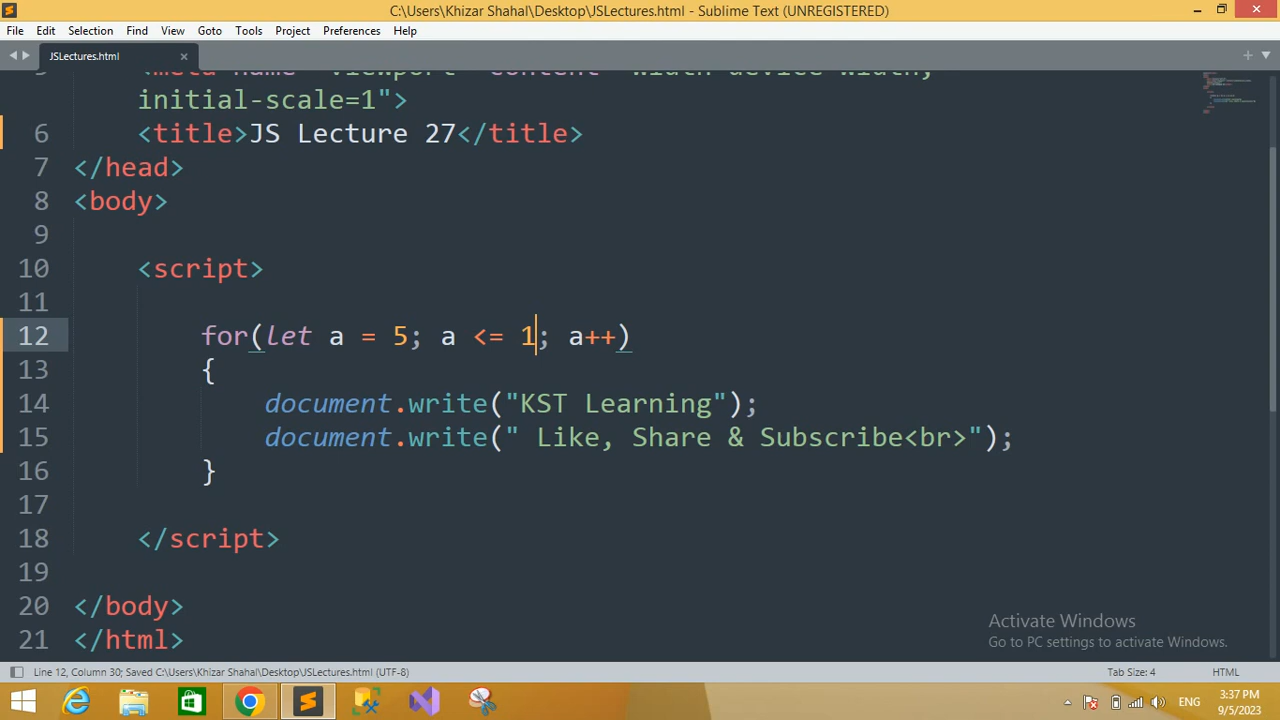 C:\Users\Khizar Shahal\Desktop\JSLectures.html - Sublime Text (UNREGISTERED)
File Edit Selection Find View Goto Tools Project Preferences Help
JSLectures.html
initial-scale=1">
6 <title>JS Lecture 27</title>
7 </head>
8 <body>
9
10 <script>
11
12 for(let a = 5; a <= 1; a++)
13 {
14 document.write("KST Learning");
15 document.write(" Like, Share & Subscribe<br>");
16 }
17
18 </script>
19
20 </body>
21 </html>
Activate Windows
Go to PC settings to activate Windows.
Line 12, Column 30; Saved C:\Users\Khizar Shahal\Desktop\JSLectures.html (UTF-8) Tab Size: 4 HTML
ENG 3:37 PM
9/5/2023